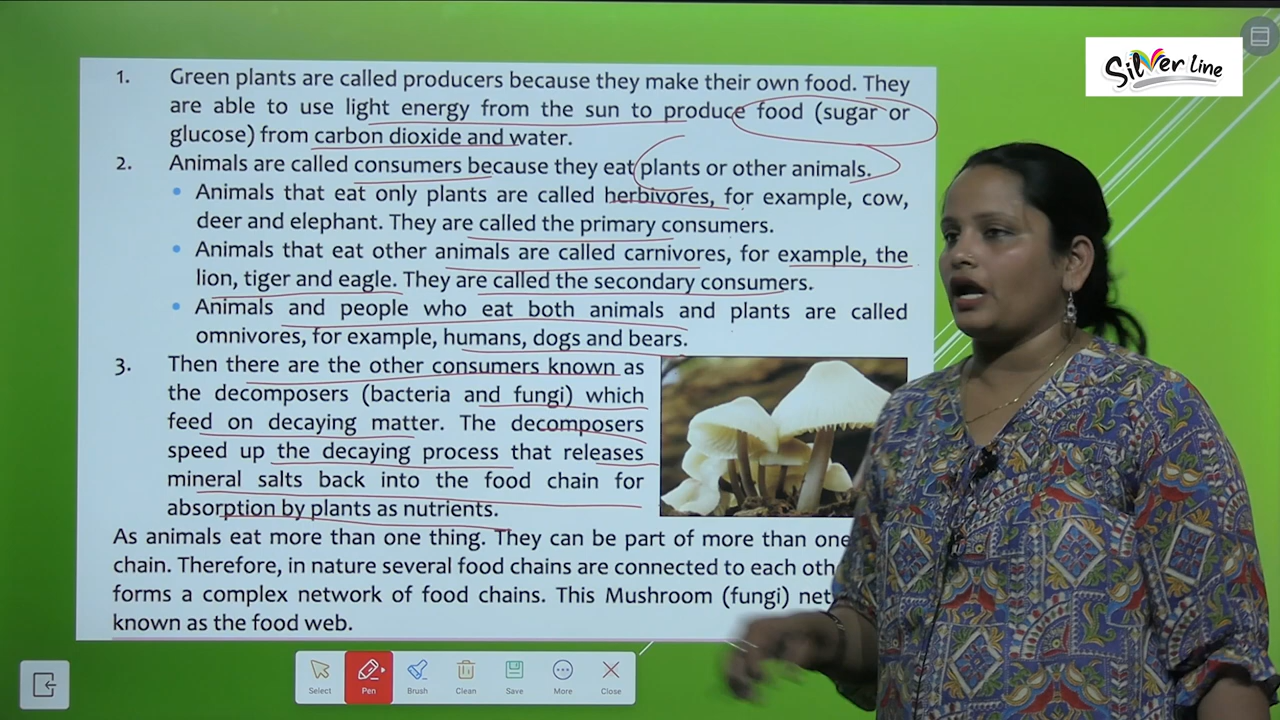 Silver line
1. Green plants are called producers because they make their own food. They
are able to use light energy from the sun to produce food (sugar or
glucose) from carbon dioxide and water.
2. Animals are called consumers because they eat plants or other animals.
• Animals that eat only plants are called herbivores, for example, cow,
deer and elephant. They are called the primary consumers.
• Animals that eat other animals are called carnivores, for example, the
lion, tiger and eagle. They are called the secondary consumers.
• Animals and people who eat both animals and plants are called
omnivores, for example, humans, dogs and bears.
3. Then there are the other consumers known as
the decomposers (bacteria and fungi) which
feed on decaying matter. The decomposers
speed up the decaying process that releases
mineral salts back into the food chain for
absorption by plants as nutrients.
As animals eat more than one thing. They can be part of more than one
chain. Therefore, in nature several food chains are connected to each oth
forms a complex network of food chains. This Mushroom (fungi) net
known as the food web.
Select Pen Brush Clean Save More Close